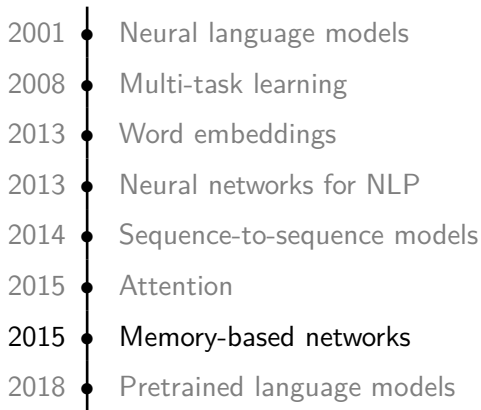 2001 Neural language models
2008 Multi-task learning
2013 Word embeddings
2013 Neural networks for NLP
2014 Sequence-to-sequence models
2015 Attention
2015 Memory-based networks
2018 Pretrained language models